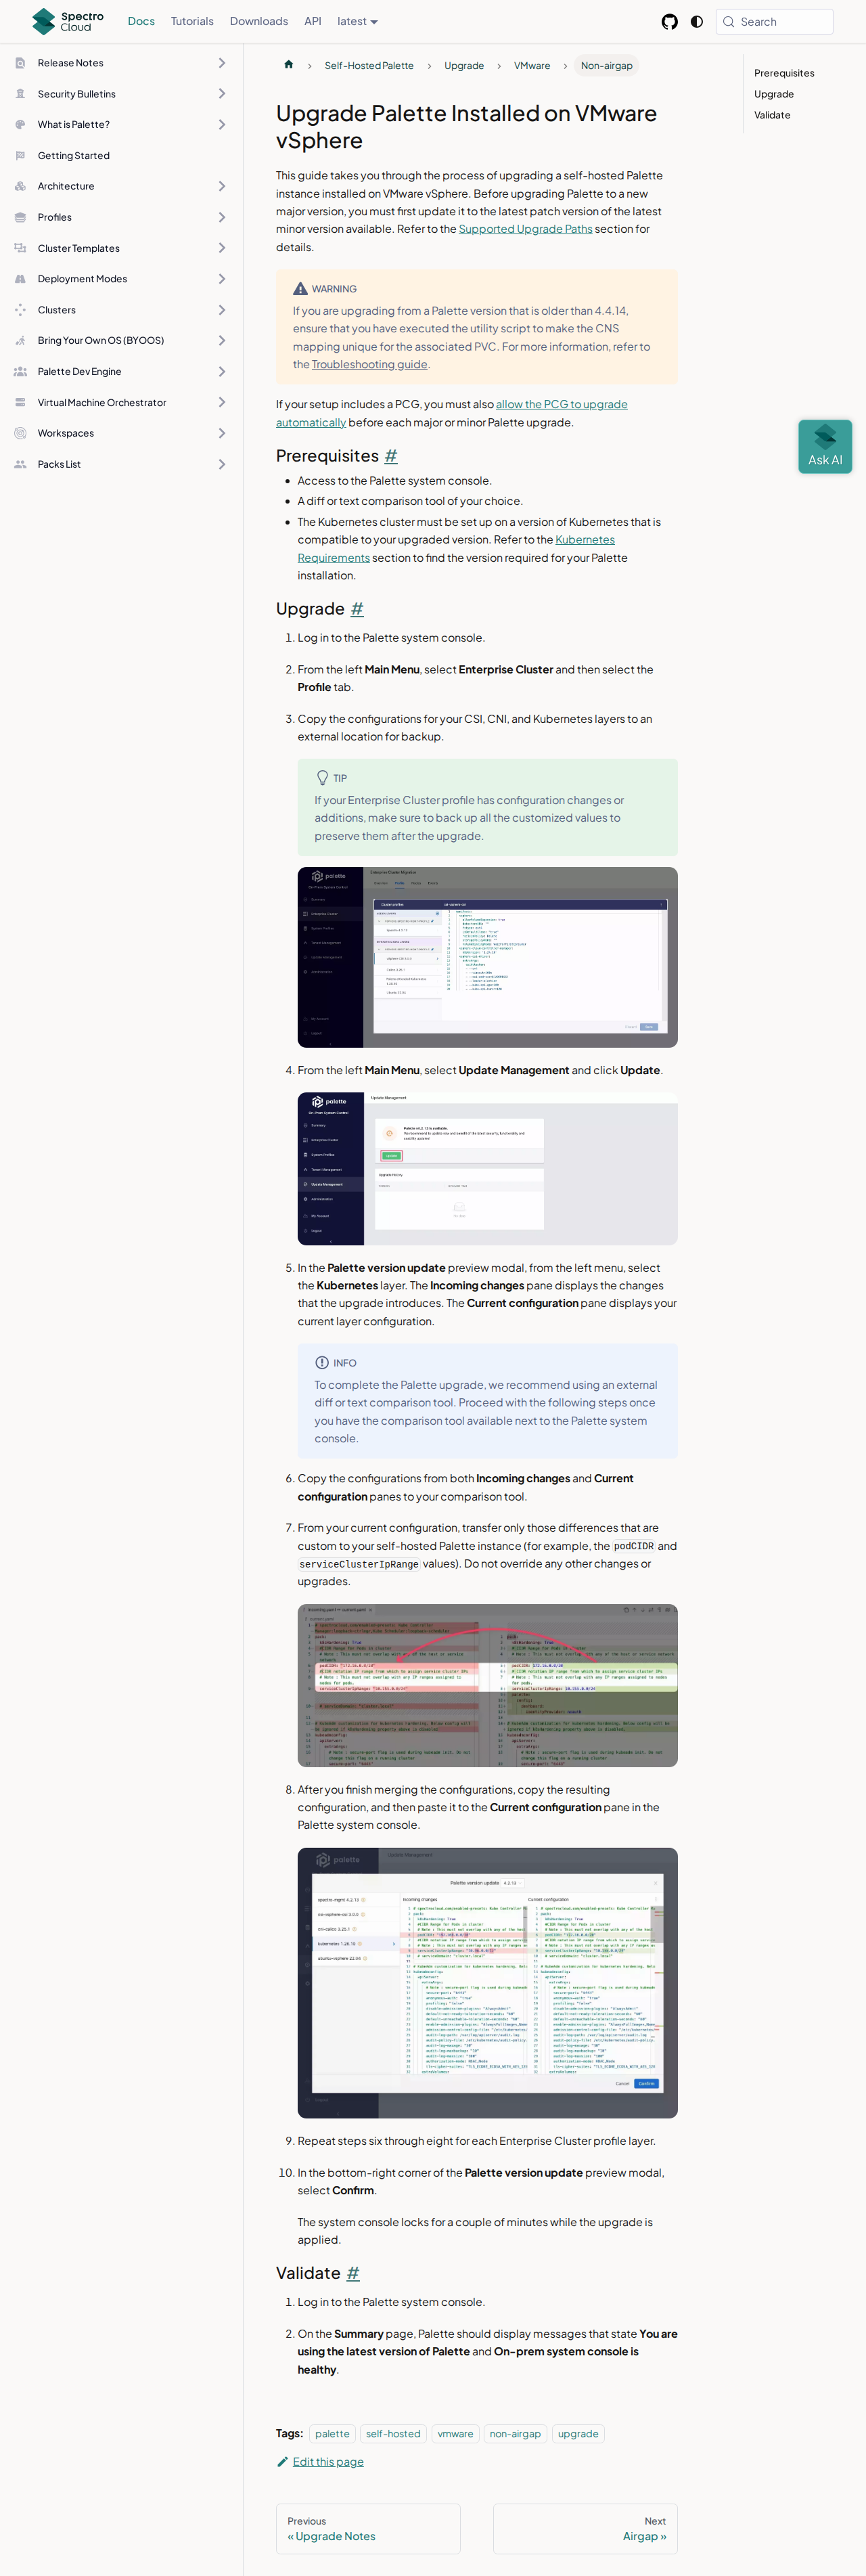 Spectro Cloud
Docs
Tutorials
Downloads
API
latest
Search
Release Notes
Security Bulletins
What is Palette?
Getting Started
Architecture
Profiles
Cluster Templates
Deployment Modes
Clusters
Bring Your Own OS (BYOOS)
Palette Dev Engine
Virtual Machine Orchestrator
Workspaces
Packs List
Self-Hosted Palette
Upgrade
VMware
Non-airgap
Prerequisites
Upgrade
Validate
Upgrade Palette Installed on VMware
vSphere
This guide takes you through the process of upgrading a self-hosted Palette
instance installed on VMware vSphere. Before upgrading Palette to a new
major version, you must first update it to the latest patch version of the latest
minor version available. Refer to the Supported Upgrade Paths section for
details.
WARNING
If you are upgrading from a Palette version that is older than 4.4.14,
ensure that you have executed the utility script to make the CNS
mapping unique for the associated PVC. For more information, refer to
the Troubleshooting guide.
If your setup includes a PCG, you must also allow the PCG to upgrade
automatically before each major or minor Palette upgrade.
Ask AI
Prerequisites #
Access to the Palette system console.
A diff or text comparison tool of your choice.
The Kubernetes cluster must be set up on a version of Kubernetes that is
compatible to your upgraded version. Refer to the Kubernetes
Requirements section to find the version required for your Palette
installation.
Upgrade #
1. Log in to the Palette system console.
2. From the left Main Menu, select Enterprise Cluster and then select the
Profile tab.
3. Copy the configurations for your CSI, CNI, and Kubernetes layers to an
external location for backup.
TIP
If your Enterprise Cluster profile has configuration changes or
additions, make sure to back up all the customized values to
preserve them after the upgrade.
palette
4. From the left Main Menu, select Update Management and click Update.
palette
Update Management
5. In the Palette version update preview modal, from the left menu, select
the Kubernetes layer. The Incoming changes pane displays the changes
that the upgrade introduces. The Current configuration pane displays your
current layer configuration.
INFO
To complete the Palette upgrade, we recommend using an external
diff or text comparison tool. Proceed with the following steps once
you have the comparison tool available next to the Palette system
console.
6. Copy the configurations from both Incoming changes and Current
configuration panes to your comparison tool.
7. From your current configuration, transfer only those differences that are
custom to your self-hosted Palette instance (for example, the podCIDR and
serviceClusterIpRange values). Do not override any other changes or
upgrades.
8. After you finish merging the configurations, copy the resulting
configuration, and then paste it to the Current configuration pane in the
Palette system console.
palette
Palette version update
Incoming changes
Current configuration
Cancel
Confirm
9. Repeat steps six through eight for each Enterprise Cluster profile layer.
10. In the bottom-right corner of the Palette version update preview modal,
select Confirm.
The system console locks for a couple of minutes while the upgrade is
applied.
Validate #
1. Log in to the Palette system console.
2. On the Summary page, Palette should display messages that state You are
using the latest version of Palette and On-prem system console is
healthy.
Tags: palette self-hosted vmware non-airgap upgrade
Edit this page
Previous
« Upgrade Notes
Next
Airgap »